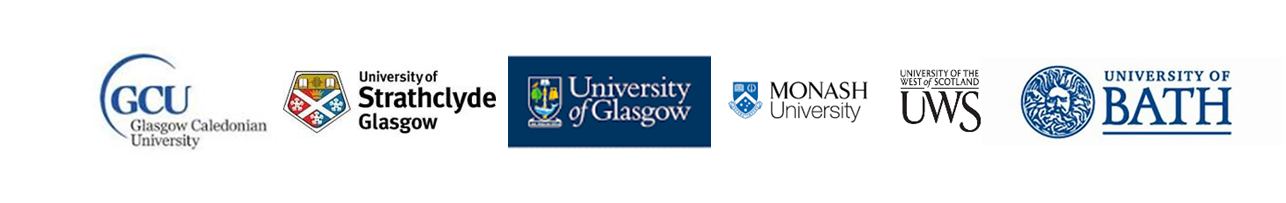 GCU
Glasgow Caledonian
University
University of
Strathclyde
Glasgow
University
of Glasgow
MONASH
University
UNIVERSITY OF THE
WEST of SCOTLAND
UWS
UNIVERSITY OF
BATH